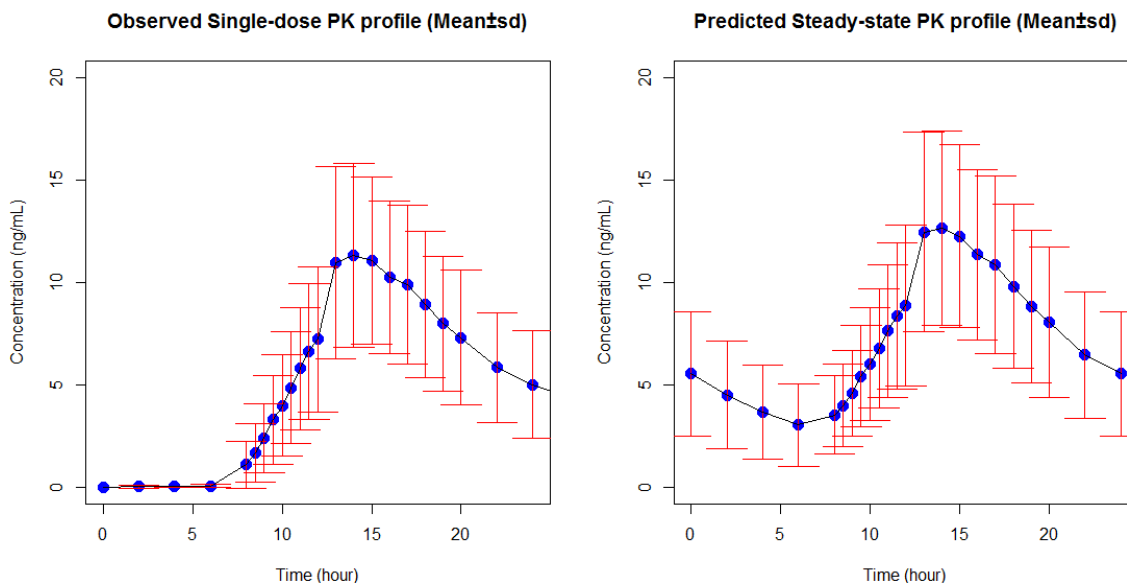 Observed Single-dose PK profile (Mean±sd)
Concentration (ng/mL)
20
15
10
5
0
0 5 10 15 20
Time (hour)
Predicted Steady-state PK profile (Mean±sd)
Concentration (ng/mL)
20
15
10
5
0
0 5 10 15 20
Time (hour)